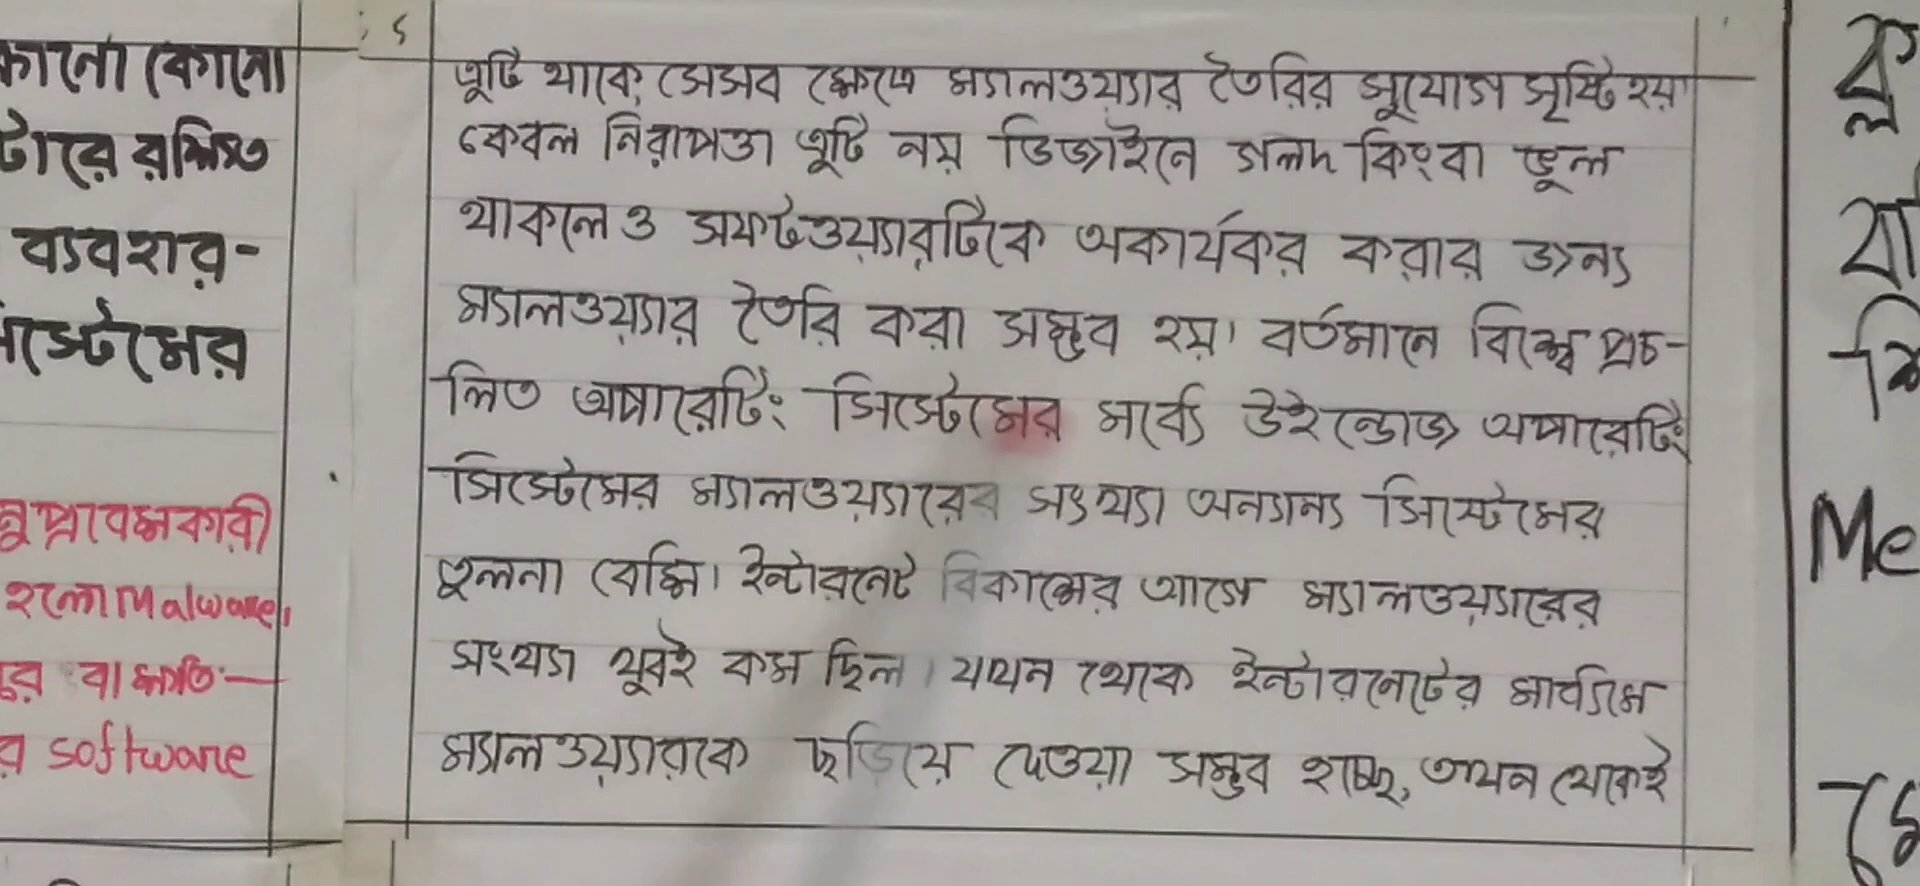 কোনো কোনো
টারে রক্ষিত
ব্যবহার-
সিস্টেমের
নুপ্রবেশকারী
হলো Malware,
র বা ক্ষতি-
র software
ত্রুটি থাকে, সেসব ক্ষেত্রে ম্যালওয়্যার তৈরির সুযোগ সৃষ্টি হয়।
কেবল নিরাপত্তা ত্রুটি নয় ডিজাইনে গলদ কিংবা ভুল
থাকলেও সফটওয়্যারটিকে অকার্যকর করার জন্য
ম্যালওয়্যার তৈরি করা সম্ভব হয়। বর্তমানে বিশ্বে প্রচ-
লিত অপারেটিং সিস্টেমের মধ্যে উইন্ডোজ অপারেটিং
সিস্টেমের ম্যালওয়্যারের সংখ্যা অন্যান্য সিস্টেমের
তুলনা বেশি। ইন্টারনেট বিকাশের আগে ম্যালওয়্যারের
সংখ্যা খুবই কম ছিল। যখন থেকে ইন্টারনেটের মাধ্যমে
ম্যালওয়্যারকে ছড়িয়ে দেওয়া সম্ভব হচ্ছে, তখন থেকেই
Me